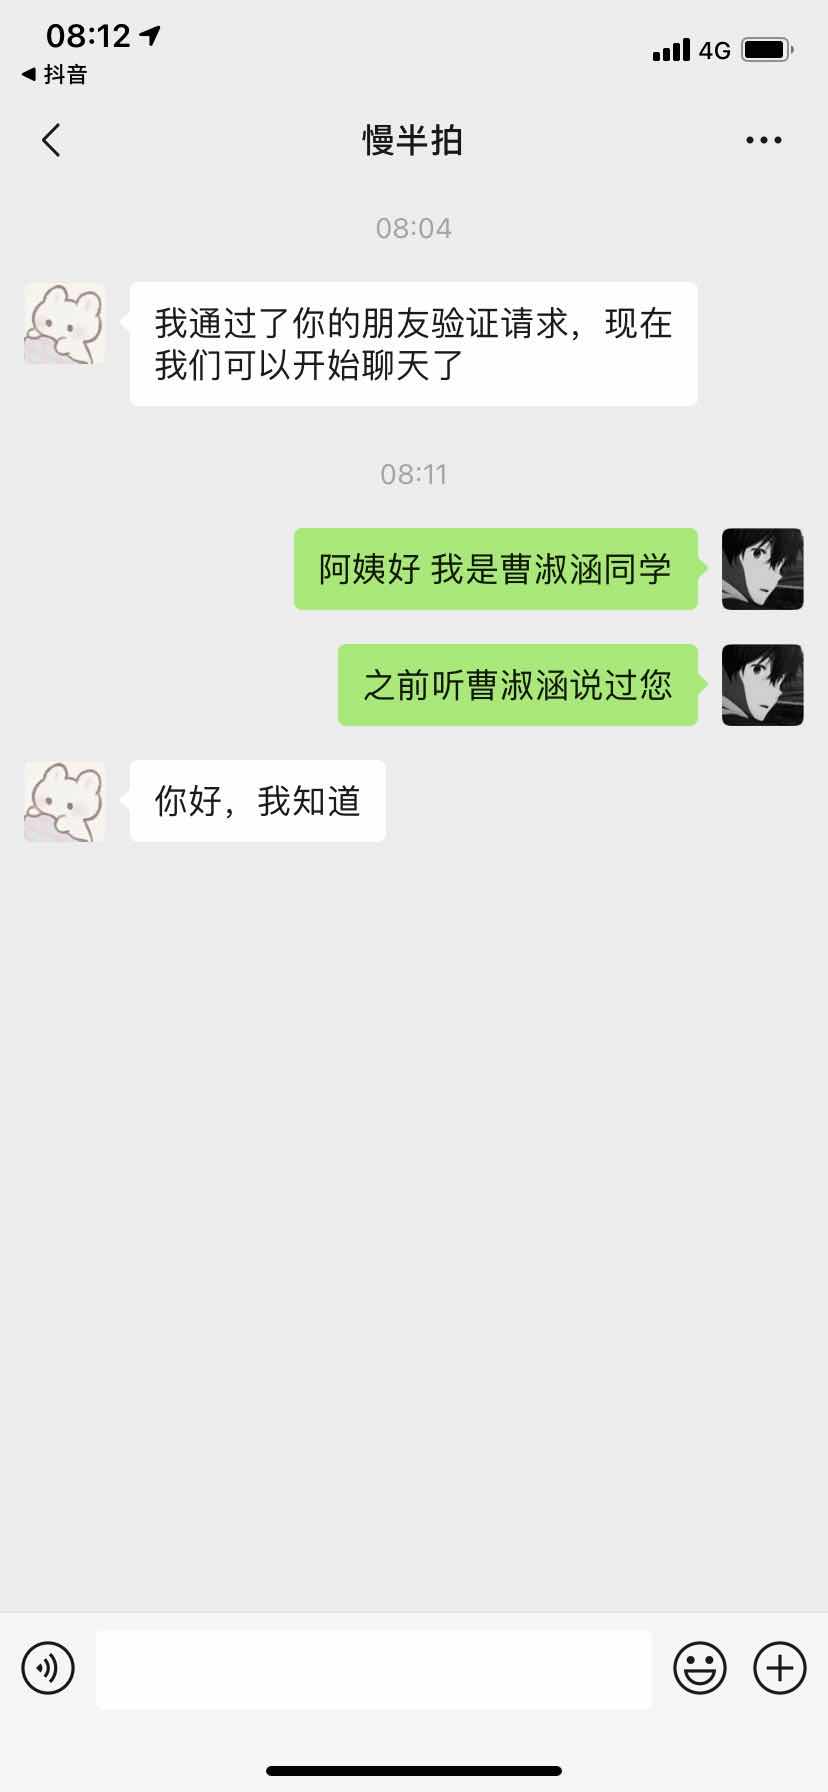 08:12
4G
抖音
慢半拍
08:04
我通过了你的朋友验证请求，现在
我们可以开始聊天了
08:11
阿姨好 我是曹淑涵同学
之前听曹淑涵说过您
你好，我知道